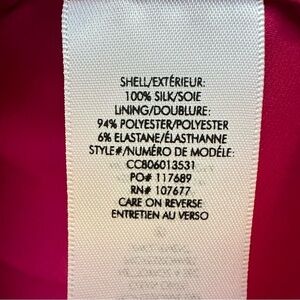 SHELL/EXTÉRIEUR:
100% SILK/SOIE
LINING/DOUBLURE:
94% POLYESTER/POLYESTER
6% ELASTANE/ÉLASTHANNE
STYLE#/NUMÉRO DE MODÈLE:
CC806013531
PO# 117689
RN# 107677
CARE ON REVERSE
ENTRETIEN AU VERSO